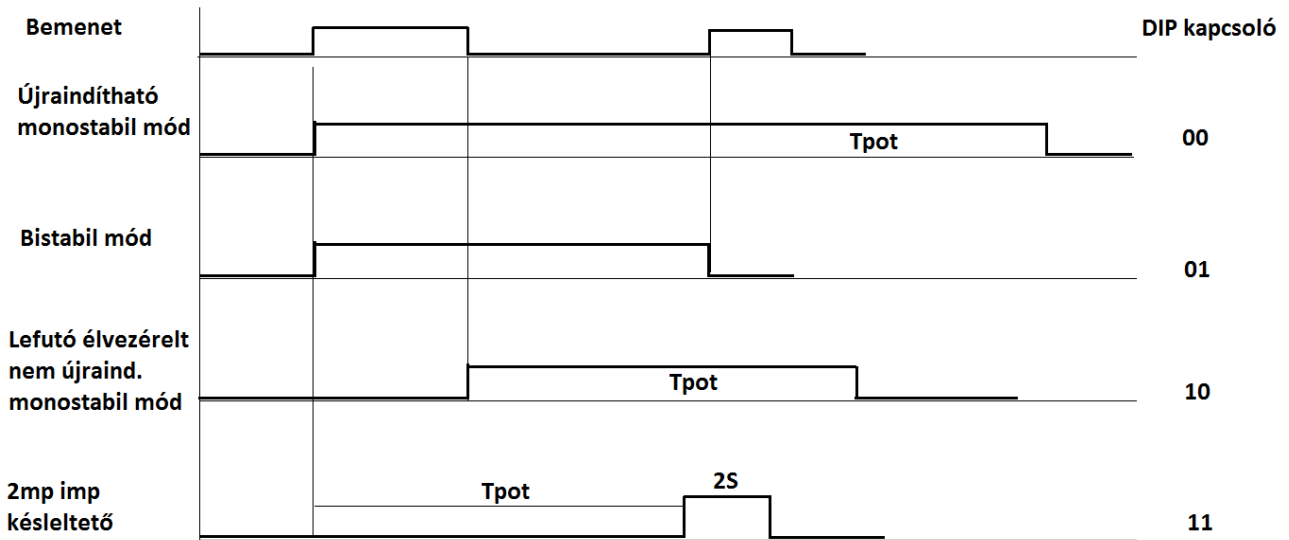 Bemenet
DIP kapcsoló
Újraindítható
monostabil mód
Tpot
00
Bistabil mód
01
Lefutó élvezérelt
nem újraind.
monostabil mód
Tpot
10
2mp imp
késleltető
Tpot
2S
11